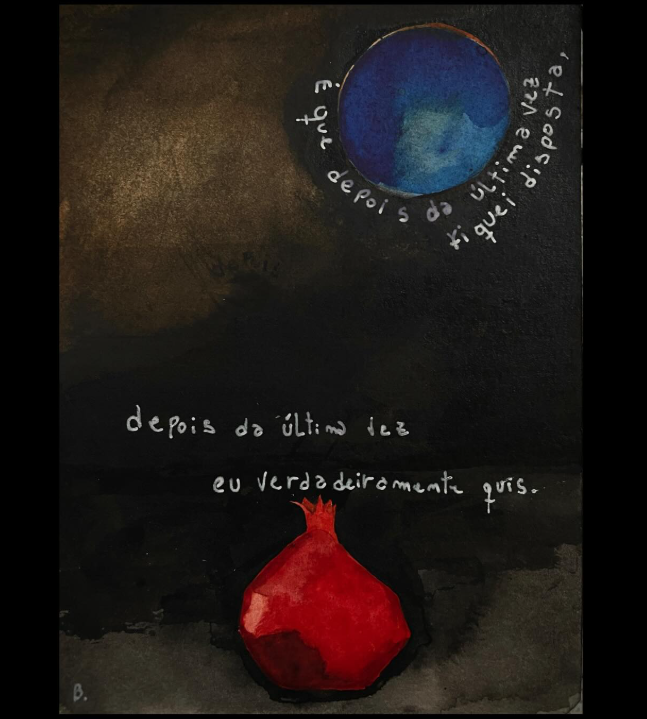 É que depois da última vez
fiquei disposta,
depois da última vez
eu verdadeiramente quis.
B.